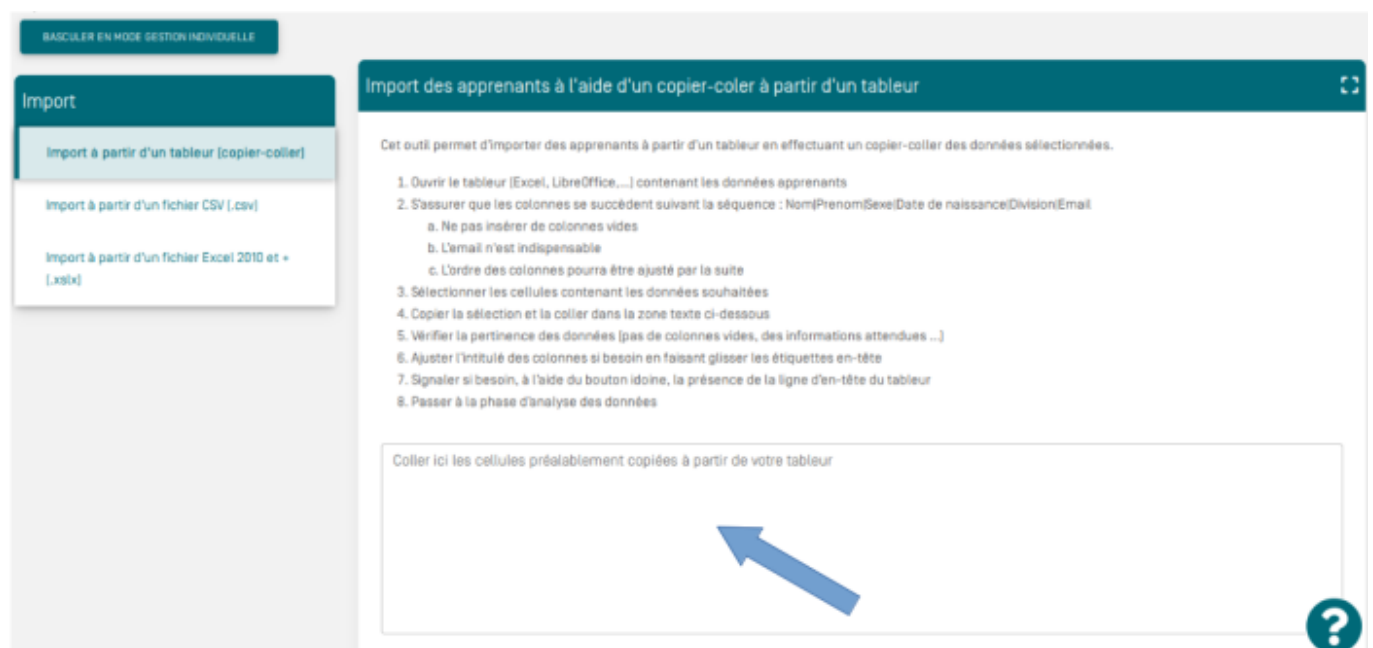 BASCULER EN MODE GESTION INDIVIDUELLE
Import
Import à partir d'un tableur (copier-coller)
Import à partir d'un fichier CSV (.csv)
Import à partir d'un fichier Excel 2010 et +
(.xslx)
Import des apprenants à l'aide d'un copier-coler à partir d'un tableur
Cet outil permet d'importer des apprenants à partir d'un tableur en effectuant un copier-coller des données sélectionnées.
1. Ouvrir le tableur (Excel, LibreOffice,...) contenant les données apprenants
2. S'assurer que les colonnes se succèdent suivant la séquence : Nom|Prenom|Sexe|Date de naissance|Division|Email
a. Ne pas insérer de colonnes vides
b. L'email n'est indispensable
c. L'ordre des colonnes pourra être ajusté par la suite
3. Sélectionner les cellules contenant les données souhaitées
4. Copier la sélection et la coller dans la zone texte ci-dessous
5. Vérifier la pertinence des données (pas de colonnes vides, des informations attendues ...)
6. Ajuster l'intitulé des colonnes si besoin en faisant glisser les étiquettes en-tête
7. Signaler si besoin, à l'aide du bouton idoine, la présence de la ligne d'en-tête du tableur
8. Passer à la phase d'analyse des données
Coller ici les cellules préalablement copiées à partir de votre tableur
?